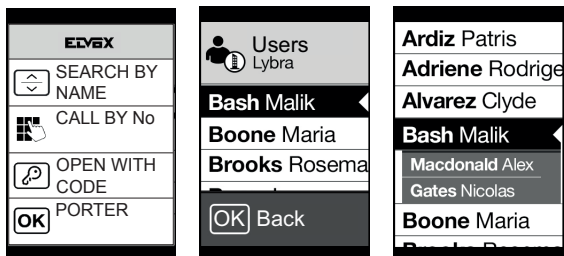 ELVOX
SEARCH BY
NAME
CALL BY No
OPEN WITH
CODE
OK PORTER
Users
Lybra
Bash Malik
Boone Maria
Brooks Rosema
OK Back
Ardiz Patris
Adriene Rodrige
Alvarez Clyde
Bash Malik
Macdonald Alex
Gates Nicolas
Boone Maria